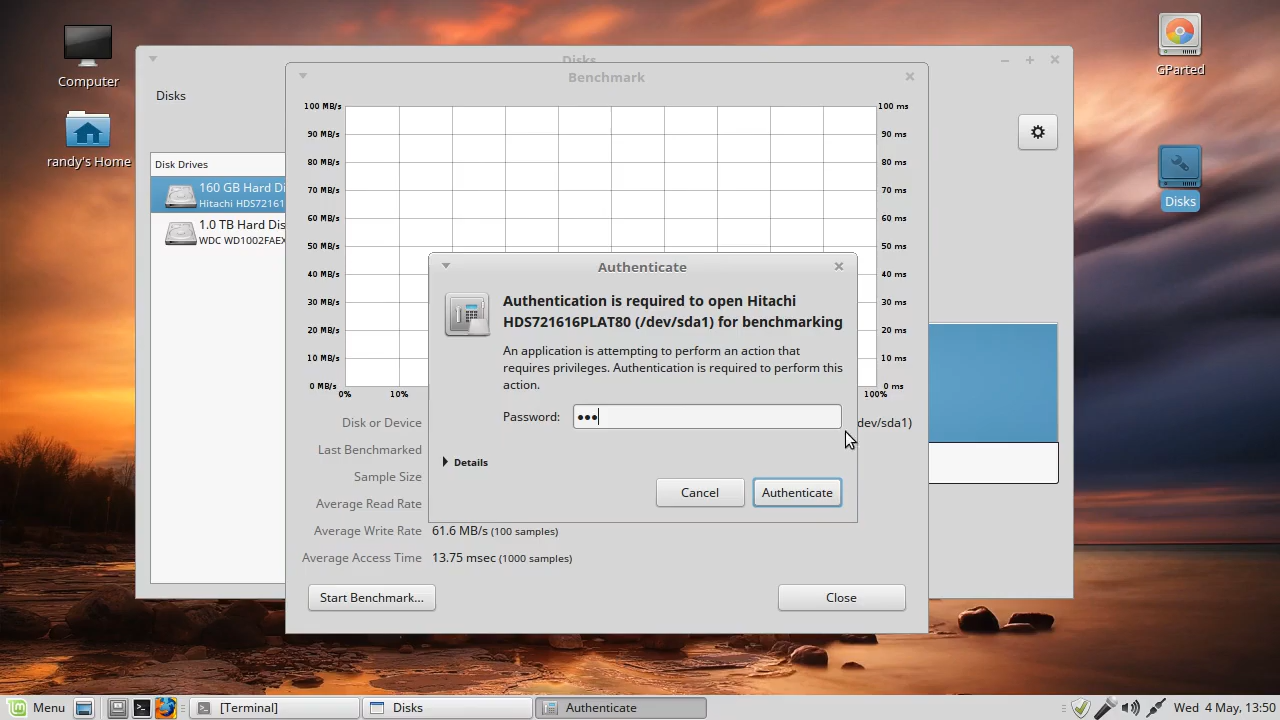 Computer
randy's Home
GParted
Disks
Disks
Disks
Disk Drives
160 GB Hard Di
Hitachi HDS72161
1.0 TB Hard Dis
WDC WD1002FAEX
Benchmark
100 MB/s
90 MB/s
80 MB/s
70 MB/s
60 MB/s
50 MB/s
40 MB/s
30 MB/s
20 MB/s
10 MB/s
0 MB/s
100 ms
90 ms
80 ms
70 ms
60 ms
50 ms
40 ms
30 ms
20 ms
10 ms
0 ms
0%
10%
100%
Disk or Device
dev/sda1)
Last Benchmarked
Sample Size
Average Read Rate
Average Write Rate 61.6 MB/s (100 samples)
Average Access Time 13.75 msec (1000 samples)
Start Benchmark...
Close
Authenticate
Authentication is required to open Hitachi
HDS721616PLAT80 (/dev/sda1) for benchmarking
An application is attempting to perform an action that
requires privileges. Authentication is required to perform this
action.
Password: •••
Details
Cancel
Authenticate
Menu
[Terminal]
Disks
Authenticate
Wed 4 May, 13:50